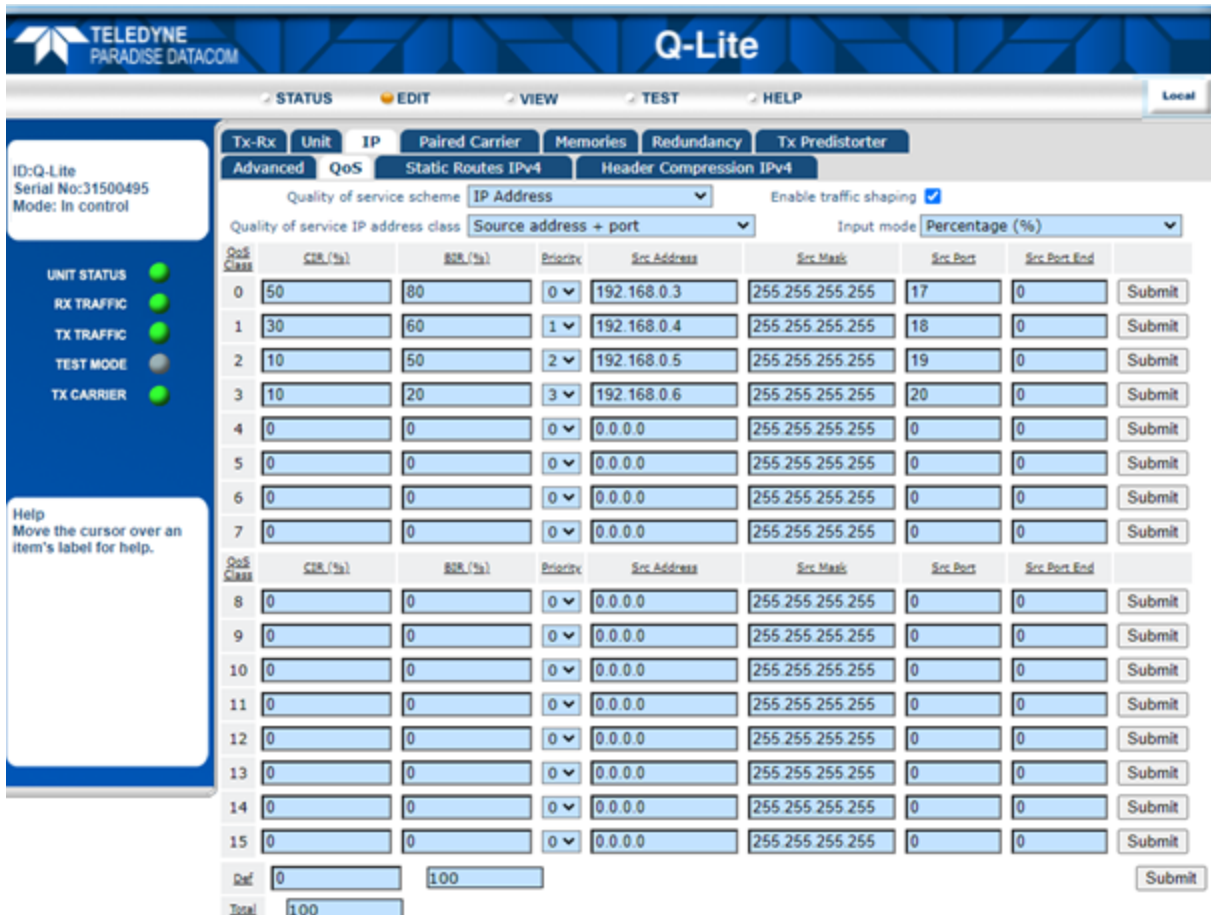 TELEDYNE
PARADISE DATACOM
Q-Lite
STATUS EDIT VIEW TEST HELP Local
Tx-Rx Unit IP Paired Carrier Memories Redundancy Tx Predistorter
Advanced QoS Static Routes IPv4 Header Compression IPv4
ID:Q-Lite
Serial No:31500495
Mode: In control
UNIT STATUS
RX TRAFFIC
TX TRAFFIC
TEST MODE
TX CARRIER
Help
Move the cursor over an
item's label for help.
Quality of service scheme IP Address Enable traffic shaping
Quality of service IP address class Source address + port Input mode Percentage (%)
QoS Class CIR (%) BIR (%) Priority Src Address Src Mask Src Port Src Port End
0 50 80 0 192.168.0.3 255.255.255.255 17 0 Submit
1 30 60 1 192.168.0.4 255.255.255.255 18 0 Submit
2 10 50 2 192.168.0.5 255.255.255.255 19 0 Submit
3 10 20 3 192.168.0.6 255.255.255.255 20 0 Submit
4 0 0 0 0.0.0.0 255.255.255.255 0 0 Submit
5 0 0 0 0.0.0.0 255.255.255.255 0 0 Submit
6 0 0 0 0.0.0.0 255.255.255.255 0 0 Submit
7 0 0 0 0.0.0.0 255.255.255.255 0 0 Submit
QoS Class CIR (%) BIR (%) Priority Src Address Src Mask Src Port Src Port End
8 0 0 0 0.0.0.0 255.255.255.255 0 0 Submit
9 0 0 0 0.0.0.0 255.255.255.255 0 0 Submit
10 0 0 0 0.0.0.0 255.255.255.255 0 0 Submit
11 0 0 0 0.0.0.0 255.255.255.255 0 0 Submit
12 0 0 0 0.0.0.0 255.255.255.255 0 0 Submit
13 0 0 0 0.0.0.0 255.255.255.255 0 0 Submit
14 0 0 0 0.0.0.0 255.255.255.255 0 0 Submit
15 0 0 0 0.0.0.0 255.255.255.255 0 0 Submit
Def 0 100 Submit
Total 100